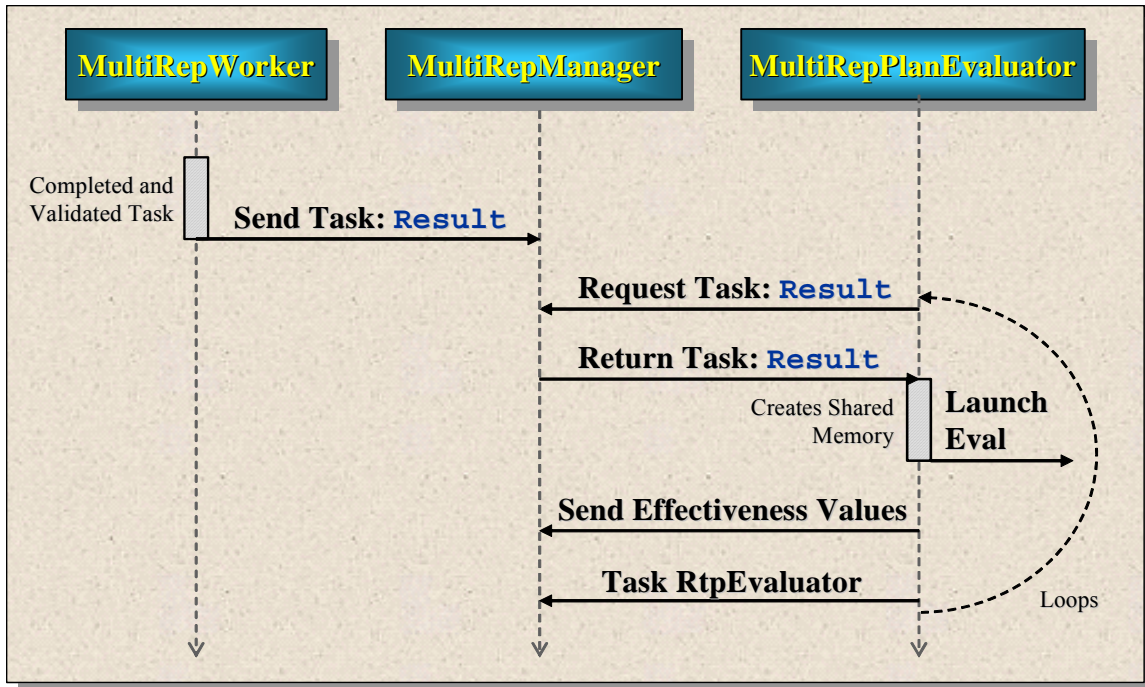 MultiRepWorker
MultiRepManager
MultiRepPlanEvaluator
Completed and
Validated Task
Send Task: Result
Request Task: Result
Return Task: Result
Creates Shared
Memory
Launch
Eval
Send Effectiveness Values
Task RtpEvaluator
Loops